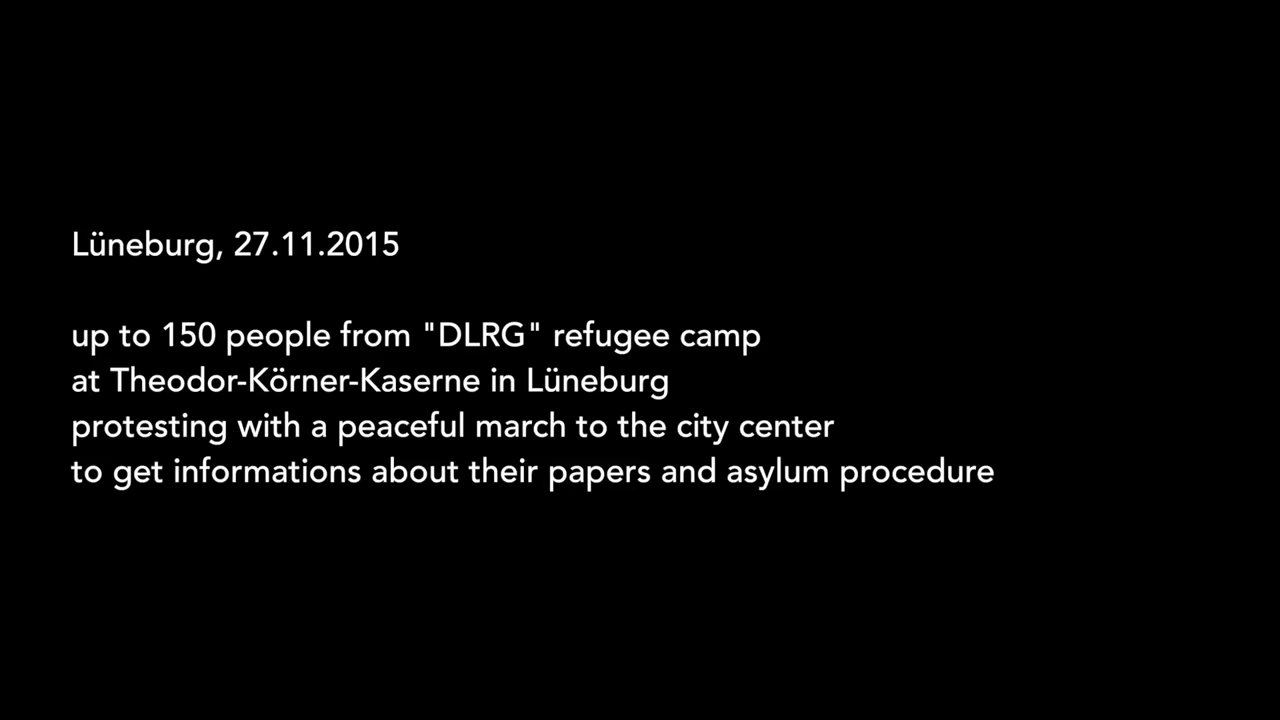 Lüneburg, 27.11.2015
up to 150 people from "DLRG" refugee camp
at Theodor-Körner-Kaserne in Lüneburg
protesting with a peaceful march to the city center
to get informations about their papers and asylum procedure